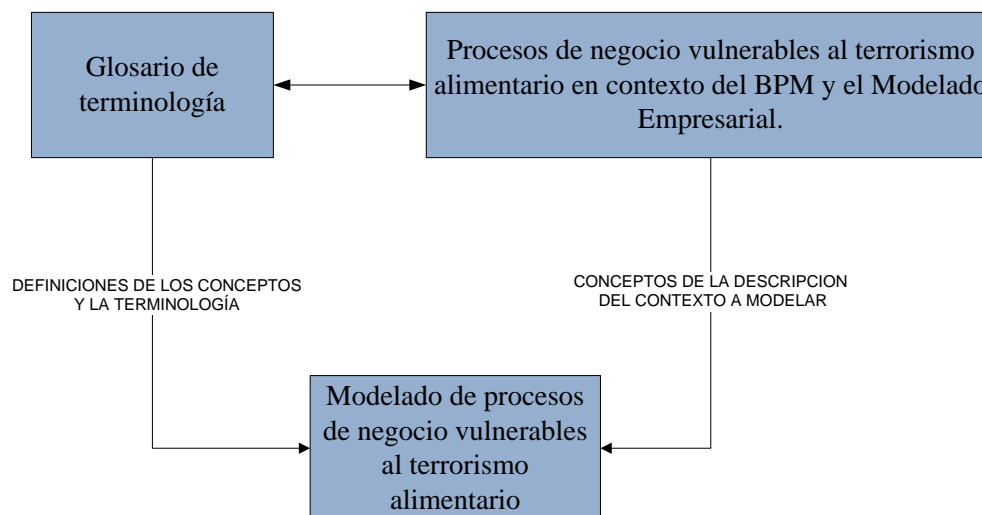 Glosario de
terminología
Procesos de negocio vulnerables al terrorismo
alimentario en contexto del BPM y el Modelado
Empresarial.
DEFINICIONES DE LOS CONCEPTOS
Y LA TERMINOLOGÍA
CONCEPTOS DE LA DESCRIPCION
DEL CONTEXTO A MODELAR
Modelado de procesos
de negocio vulnerables
al terrorismo
alimentario